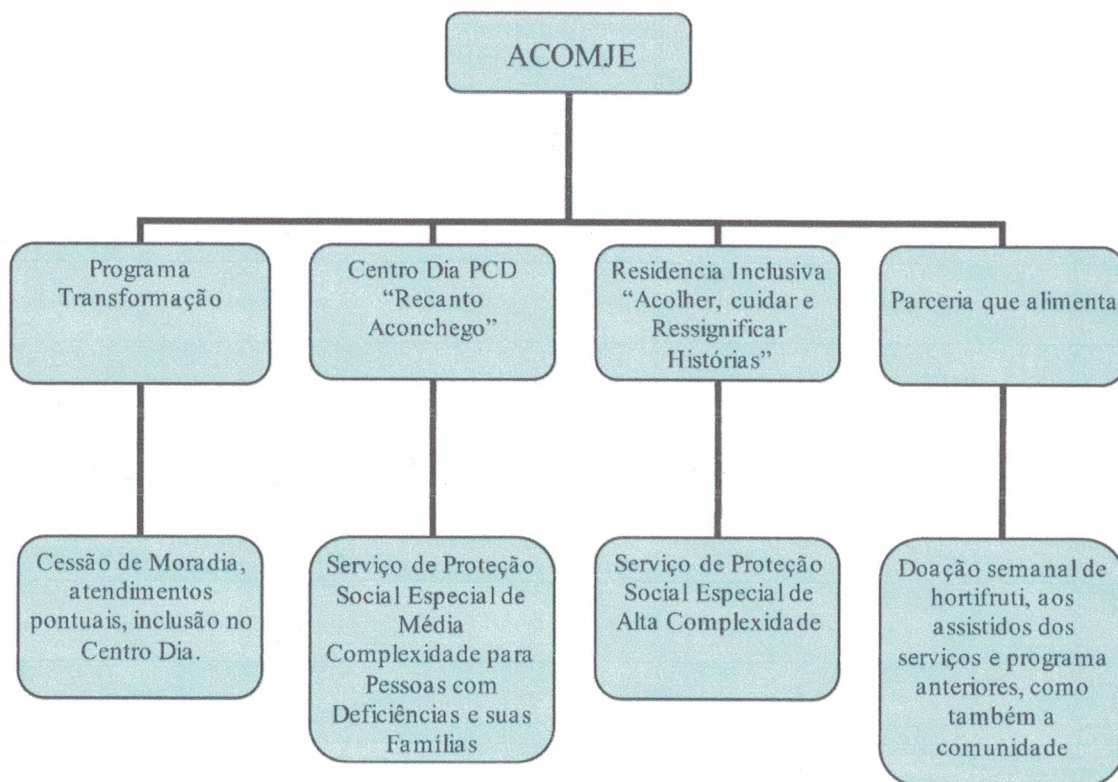 ACOMJE
Programa
Transformação
Centro Dia PCD
“Recanto
Aconchego”
Residencia Inclusiva
“Acolher, cuidar e
Ressignificar
Histórias”
Parceria que alimenta
Cessão de Moradia,
atendimentos
pontuais, inclusão no
Centro Dia.
Serviço de Proteção
Social Especial de
Média
Complexidade para
Pessoas com
Deficiências e suas
Famílias
Serviço de Proteção
Social Especial de
Alta Complexidade
Doação semanal de
hortifruti, aos
assistidos dos
serviços e programa
anteriores, como
também a
comunidade